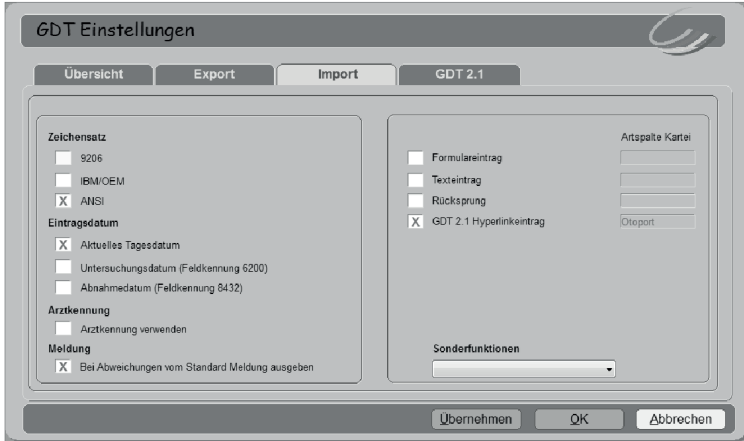 GDT Einstellungen
Übersicht
Export
Import
GDT 2.1
Zeichensatz
9206
IBM/OEM
X ANSI
Eintragsdatum
X Aktuelles Tagesdatum
Untersuchungsdatum (Feldkennung 6200)
Abnahmedatum (Feldkennung 8432)
Arztkennung
Arztkennung verwenden
Meldung
X Bei Abweichungen vom Standard Meldung ausgeben
Artspalte Kartei
Formulareintrag
Texteintrag
Rücksprung
X GDT 2.1 Hyperlinkeintrag Otoport
Sonderfunktionen
Übernehmen
OK
Abbrechen